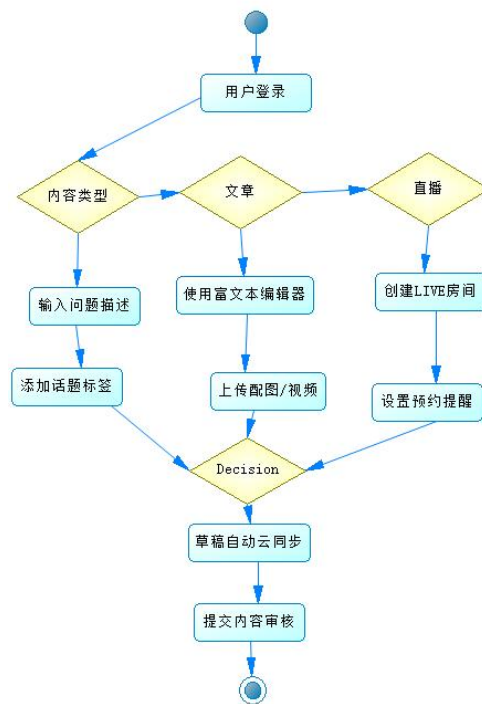 用户登录
内容类型
文章
直播
输入问题描述
使用富文本编辑器
创建LIVE房间
添加话题标签
上传配图/视频
设置预约提醒
Decision
草稿自动云同步
提交内容审核